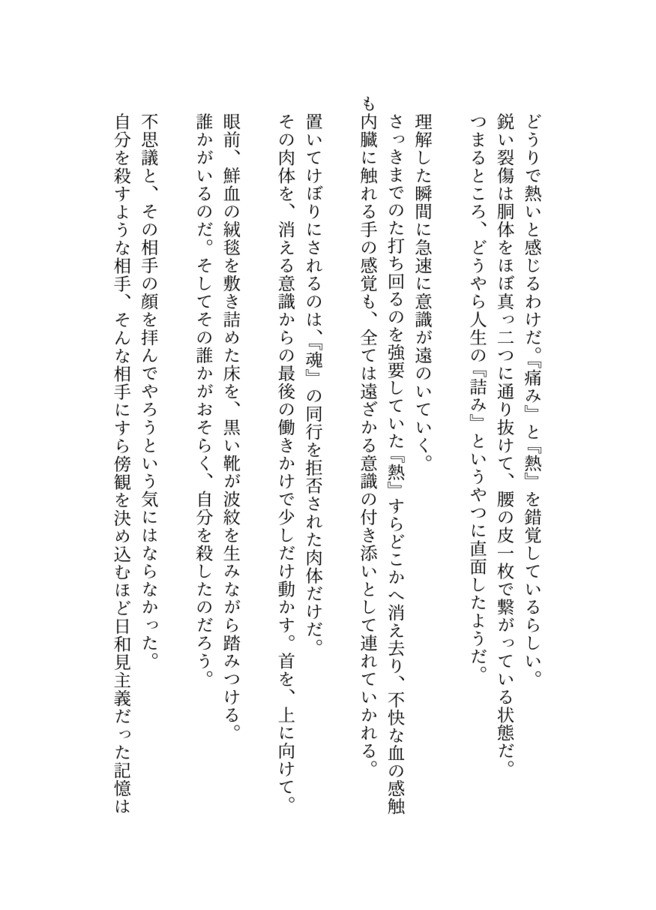 どうりで熱いと感じるわけだ。『痛み』と『熱』を錯覚しているらしい。
鋭い裂傷は胴体をほぼ真っ二つに通り抜けて、腰の皮一枚で繋がっている状態だ。
つまるところ、どうやら人生の『詰み』というやつに直面したようだ。
理解した瞬間に急速に意識が遠のいていく。
さっきまでのた打ち回るのを強要していた『熱』すらどこかへ消え去り、不快な血の感触
も内臓に触れる手の感覚も、全ては遠ざかる意識の付き添いとして連れていかれる。
置いてけぼりにされるのは、『魂』の同行を拒否された肉体だけだ。
その肉体を、消える意識からの最後の働きかけで少しだけ動かす。首を、上に向けて。
眼前、鮮血の絨毯を敷き詰めた床を、黒い靴が波紋を生みながら踏みつける。
誰かがいるのだ。そしてその誰かがおそらく、自分を殺したのだろう。
不思議と、その相手の顔を拝んでやろうという気にはならなかった。
自分を殺すような相手、そんな相手にすら傍観を決め込むほど日和見主義だった記憶は